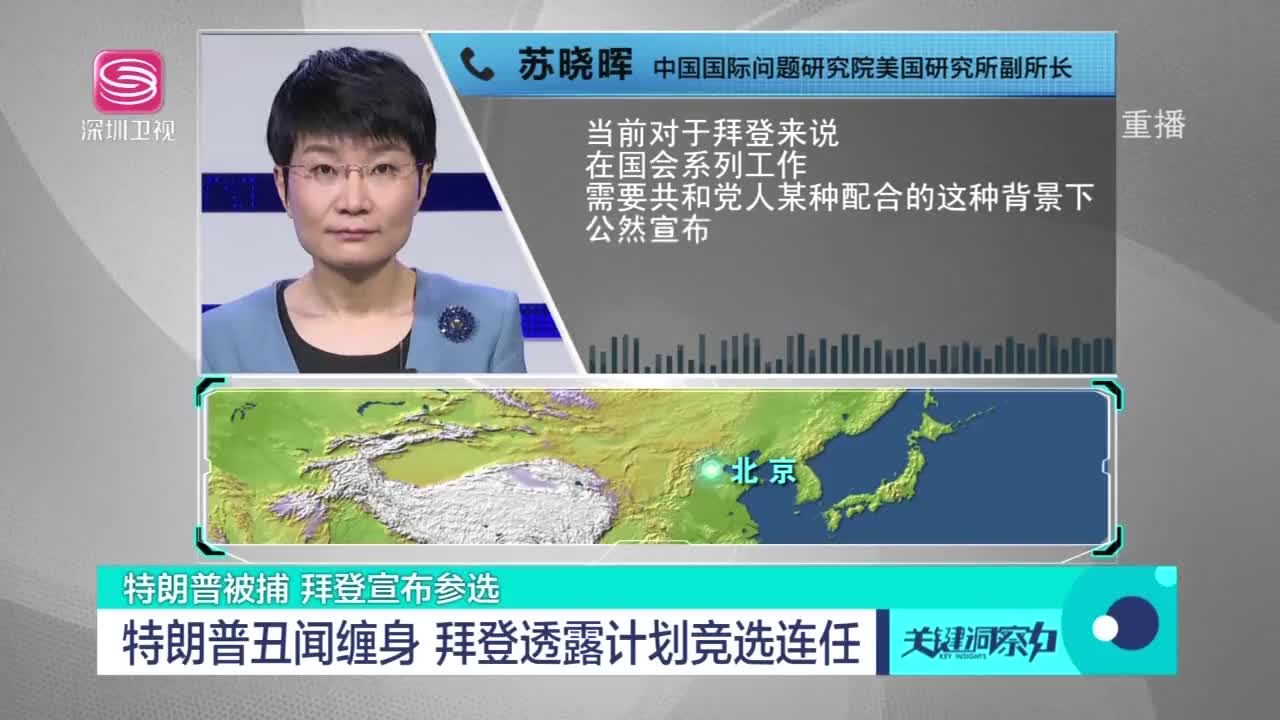 深圳卫视
苏晓晖 中国国际问题研究院美国研究所副所长
重播
当前对于拜登来说
在国会系列工作
需要共和党人某种配合的这种背景下
公然宣布
北京
特朗普被捕 拜登宣布参选
特朗普丑闻缠身 拜登透露计划竞选连任
关键洞察力
KEY INSIGHTS